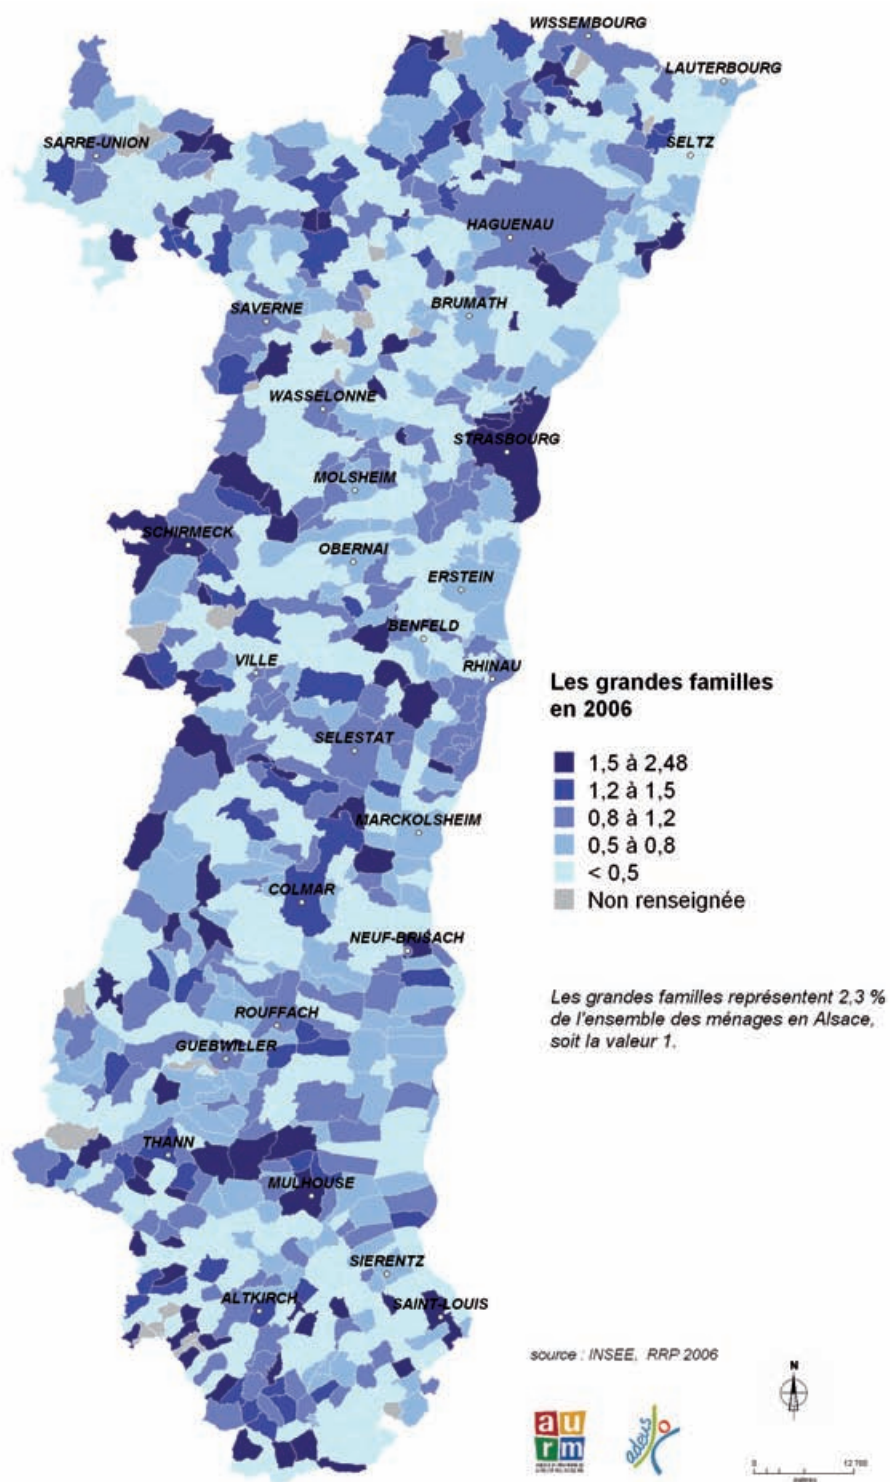 WISSEMBOURG
LAUTERBOURG
SARRE-UNION
SELTZ
HAGUENAU
SAVERNE
BRUMATH
WASSELONNE
STRASBOURG
MOLSHEIM
SCHIRMECK
OBERNAI
ERSTEIN
BENFELD
VILLE
RHINAU
Les grandes familles
en 2006
SELESTAT
1,5 à 2,48
1,2 à 1,5
0,8 à 1,2
MARCKOLSHEIM
0,5 à 0,8
< 0,5
COLMAR
Non renseignée
NEUF-BRISACH
Les grandes familles représentent 2,3 %
de l'ensemble des ménages en Alsace,
soit la valeur 1.
ROUFFACH
GUEBWILLER
THANN
MULHOUSE
SIERENTZ
ALTKIRCH
SAINT-LOUIS
source : INSEE, RRP 2006
N
au
rm
adeus
0